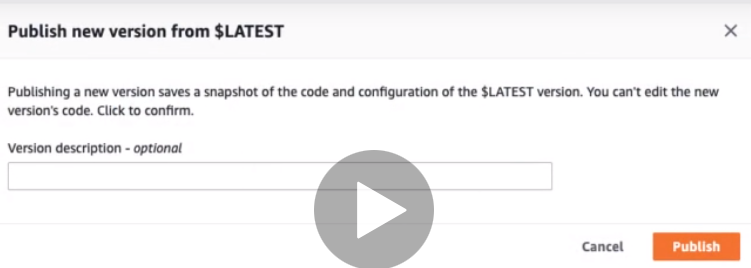 Publish new version from $LATEST
Publishing a new version saves a snapshot of the code and configuration of the $LATEST version. You can't edit the new
version's code. Click to confirm.
Version description - optional
Cancel
Publish